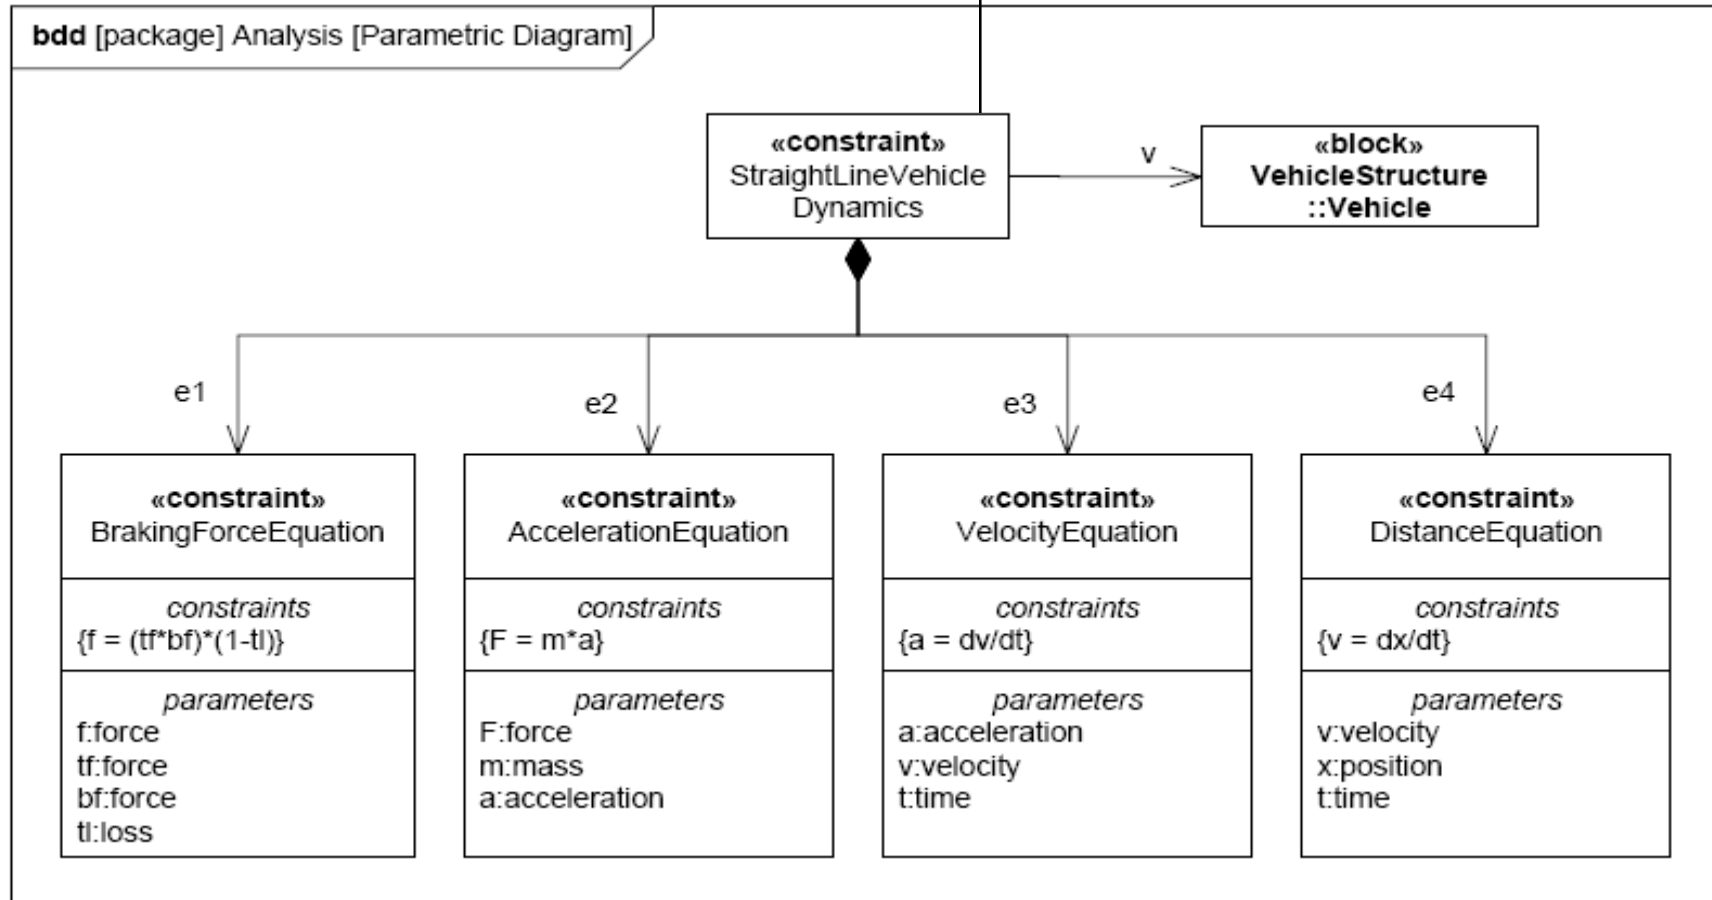 bdd [package] Analysis [Parametric Diagram]
«constraint»
StraightLineVehicle
Dynamics
v
«block»
VehicleStructure
::Vehicle
e1
e2
e3
e4
«constraint»
BrakingForceEquation
constraints
{f = (tf*bf)*(1-tl)}
parameters
f:force
tf:force
bf:force
tl:loss
«constraint»
AccelerationEquation
constraints
{F = m*a}
parameters
F:force
m:mass
a:acceleration
«constraint»
VelocityEquation
constraints
{a = dv/dt}
parameters
a:acceleration
v:velocity
t:time
«constraint»
DistanceEquation
constraints
{v = dx/dt}
parameters
v:velocity
x:position
t:time